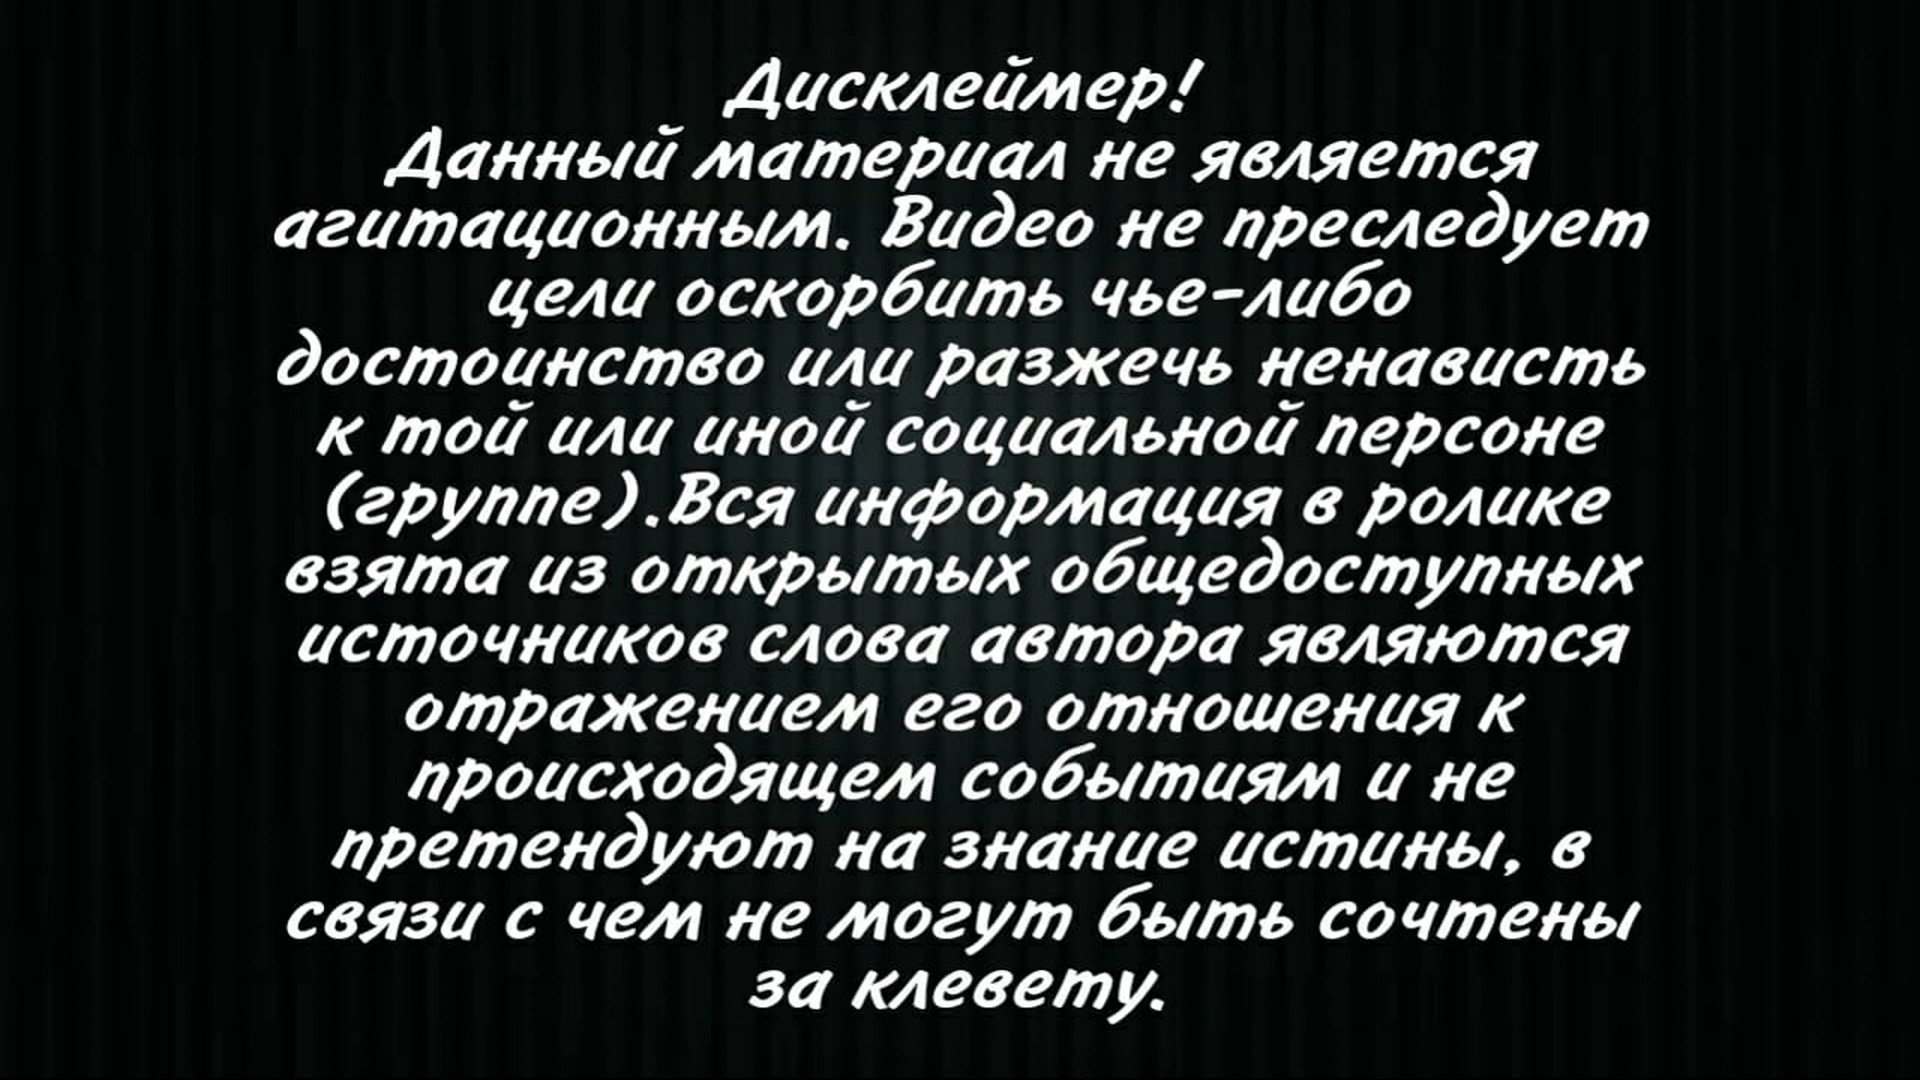 Дисклеймер!
Данный материал не является
агитационным. Видео не преследует
цели оскорбить чье-либо
достоинство или разжечь ненависть
к той или иной социальной персоне
(группе).Вся информация в ролике
взята из открытых общедоступных
источников слова автора являются
отражением его отношения к
происходящем событиям и не
претендуют на знание истины, в
связи с чем не могут быть сочтены
за клевету.